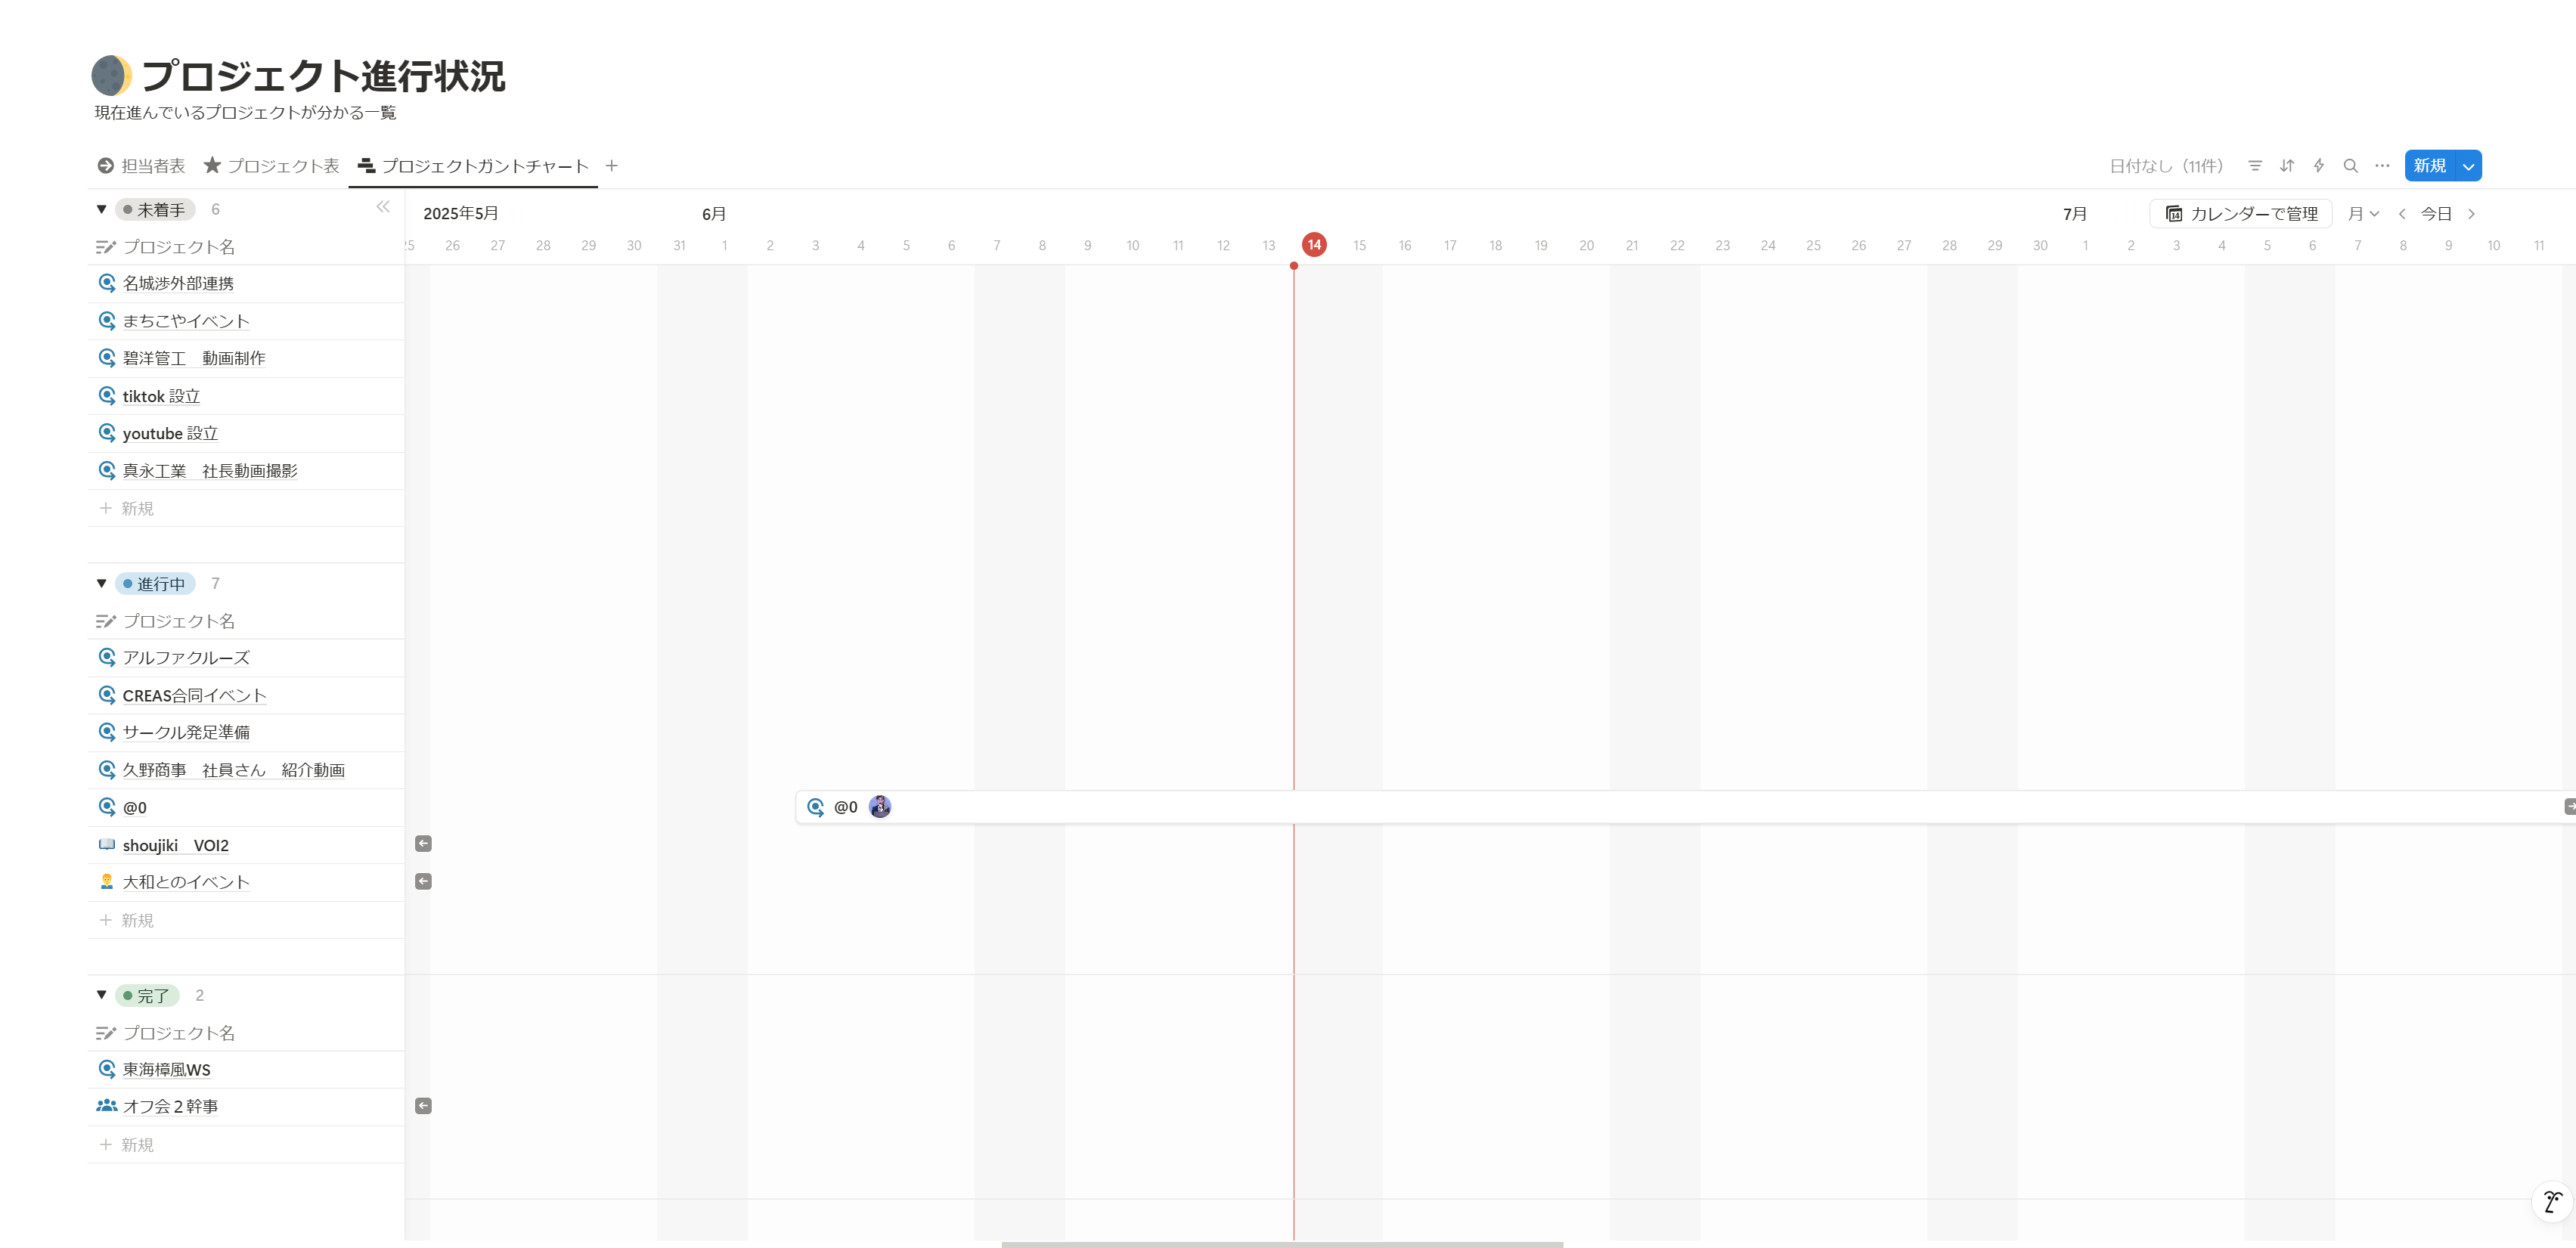 プロジェクト進行状況
現在進んでいるプロジェクトが分かる一覧
担当者表 プロジェクト表 プロジェクトガントチャート
日付なし（11件） 新規
未着手 6
2025年5月 6月 7月 カレンダーで管理 月 今日
プロジェクト名
25 26 27 28 29 30 31 1 2 3 4 5 6 7 8 9 10 11 12 13 14 15 16 17 18 19 20 21 22 23 24 25 26 27 28 29 30 1 2 3 4 5 6 7 8 9 10 11
名城渉外部連携
まちこやイベント
碧洋管工　動画制作
tiktok 設立
youtube 設立
真永工業　社長動画撮影
新規
進行中 7
プロジェクト名
アルファクルーズ
CREAS合同イベント
サークル発足準備
久野商事　社員さん　紹介動画
@0 @0
shoujiki　VOl2
大和とのイベント
新規
完了 2
プロジェクト名
東海樟風WS
オフ会２幹事
新規